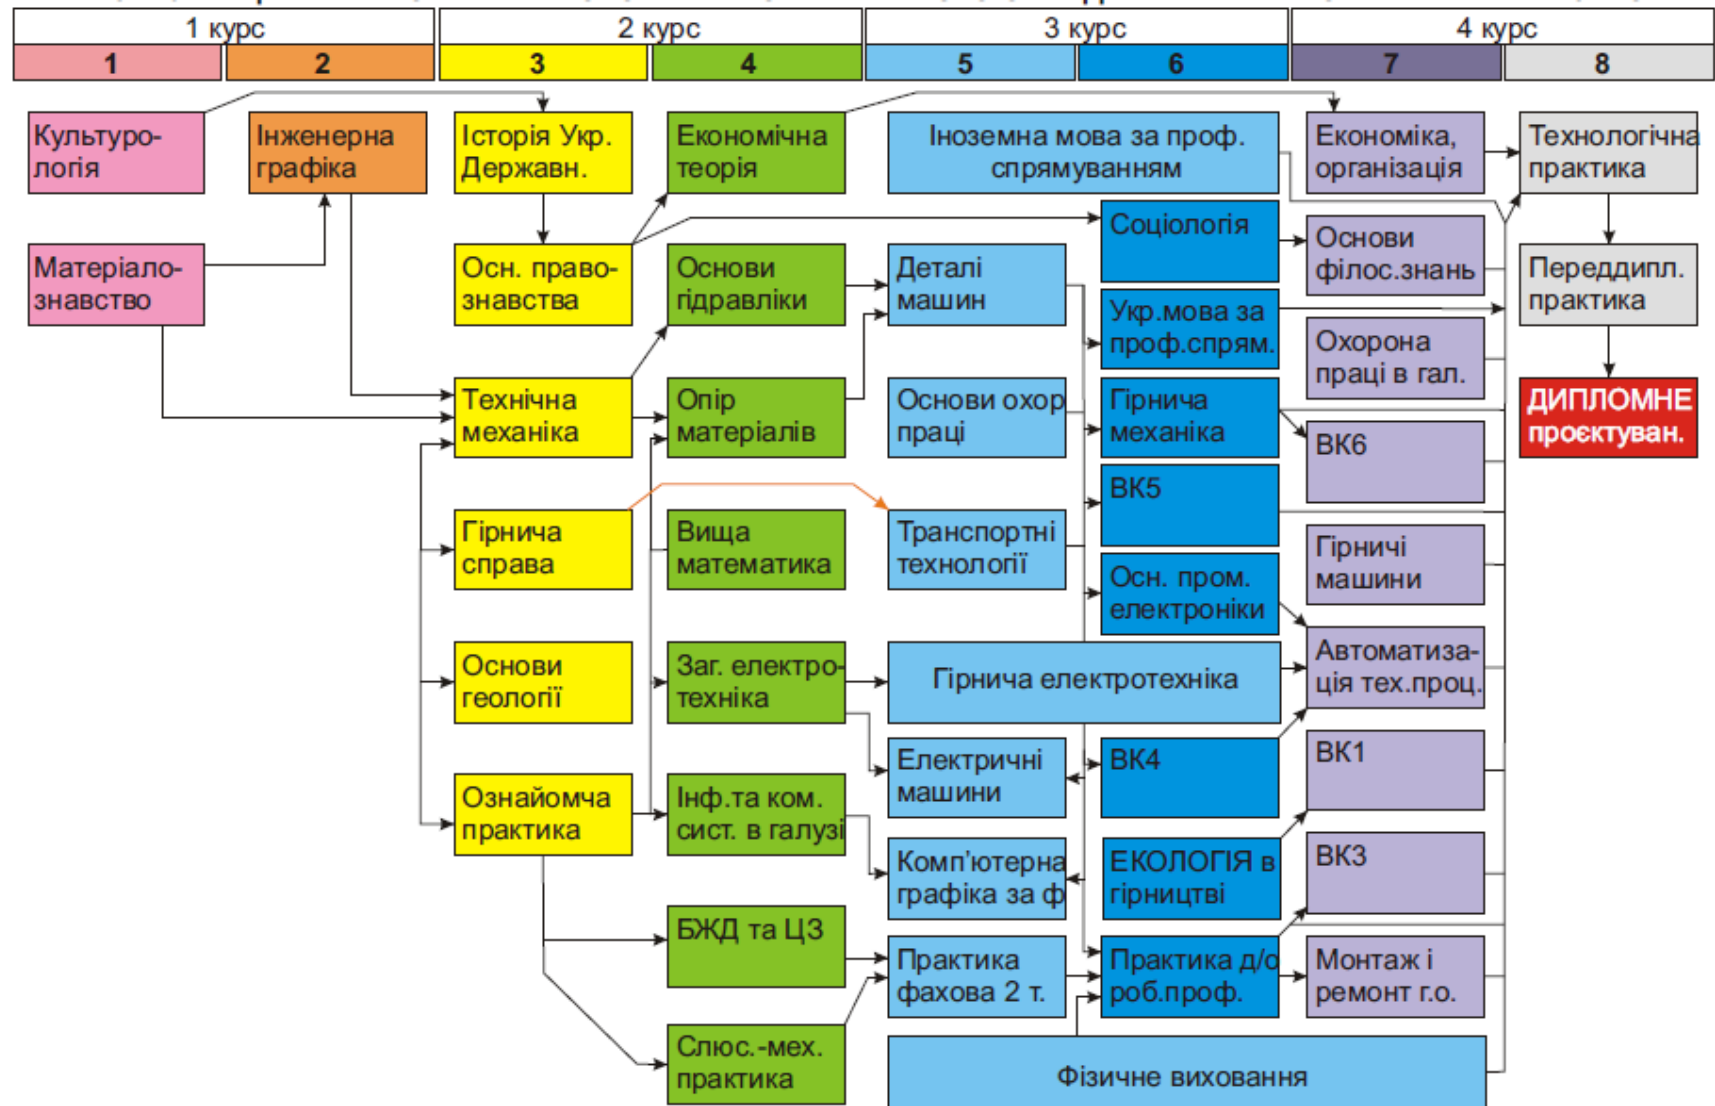 1 курс
2 курс
3 курс
4 курс
1
2
3
4
5
6
7
8
Культуро-
логія
Матеріало-
знавство
Інженерна
графіка
Історія Укр.
Державн.
Осн. право-
знавства
Технічна
механіка
Гірнича
справа
Основи
геології
Ознайомча
практика
Економічна
теорія
Основи
гідравліки
Опір
матеріалів
Вища
математика
Заг. електро-
техніка
Інф.та ком.
сист. в галузі
БЖД та ЦЗ
Слюс.-мех.
практика
Іноземна мова за проф.
спрямуванням
Деталі
машин
Основи охор
праці
Транспортні
технології
Гірнича електротехніка
Електричні
машини
Комп'ютерна
графіка за ф
Практика
фахова 2 т.
Фізичне виховання
Соціологія
Укр.мова за
проф.спрям.
Гірнича
механіка
ВК5
Осн. пром.
електроніки
ВК4
ЕКОЛОГІЯ в
гірництві
Практика д/о
роб.проф.
Економіка,
організація
Основи
філос.знань
Охорона
праці в гал.
ВК6
Гірничі
машини
Автоматиза-
ція тех.проц.
ВК1
ВК3
Монтаж і
ремонт г.о.
Технологічна
практика
Переддипл.
практика
ДИПЛОМНЕ
проєктуван.